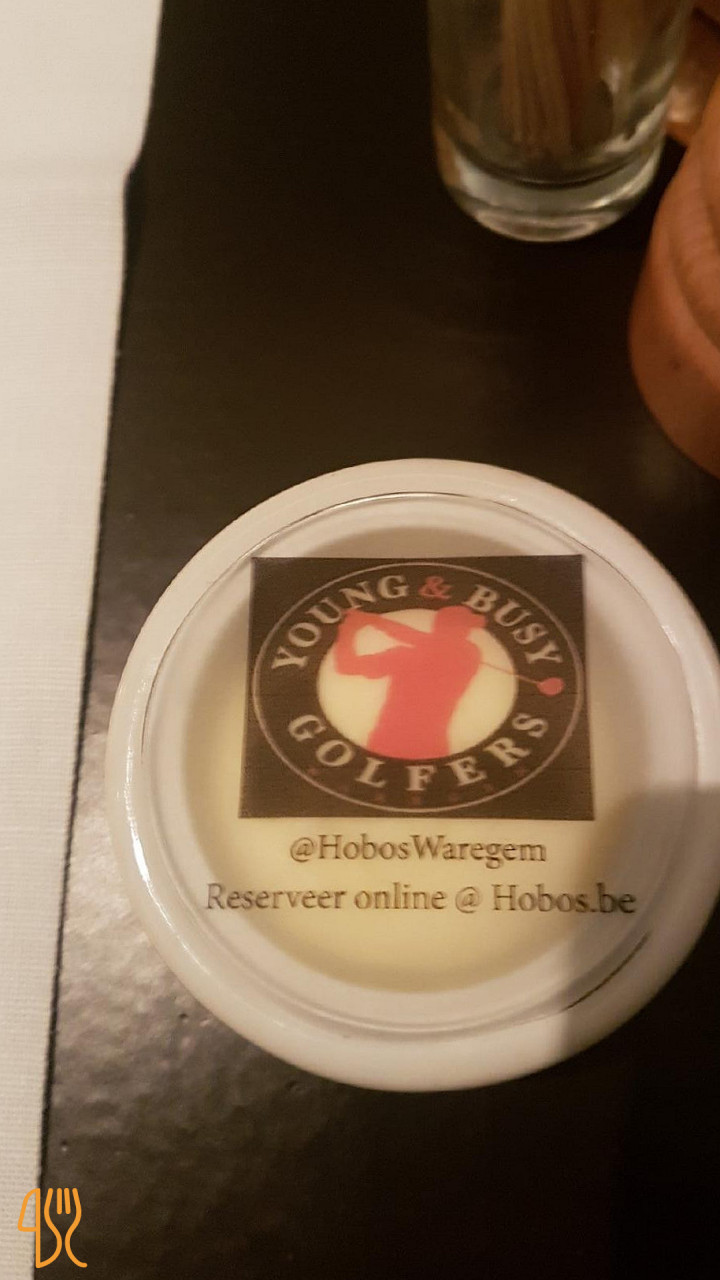 YOUNG & BUSY
GOLFERS
@HobosWaregem
Reserveer online @ Hobos.be